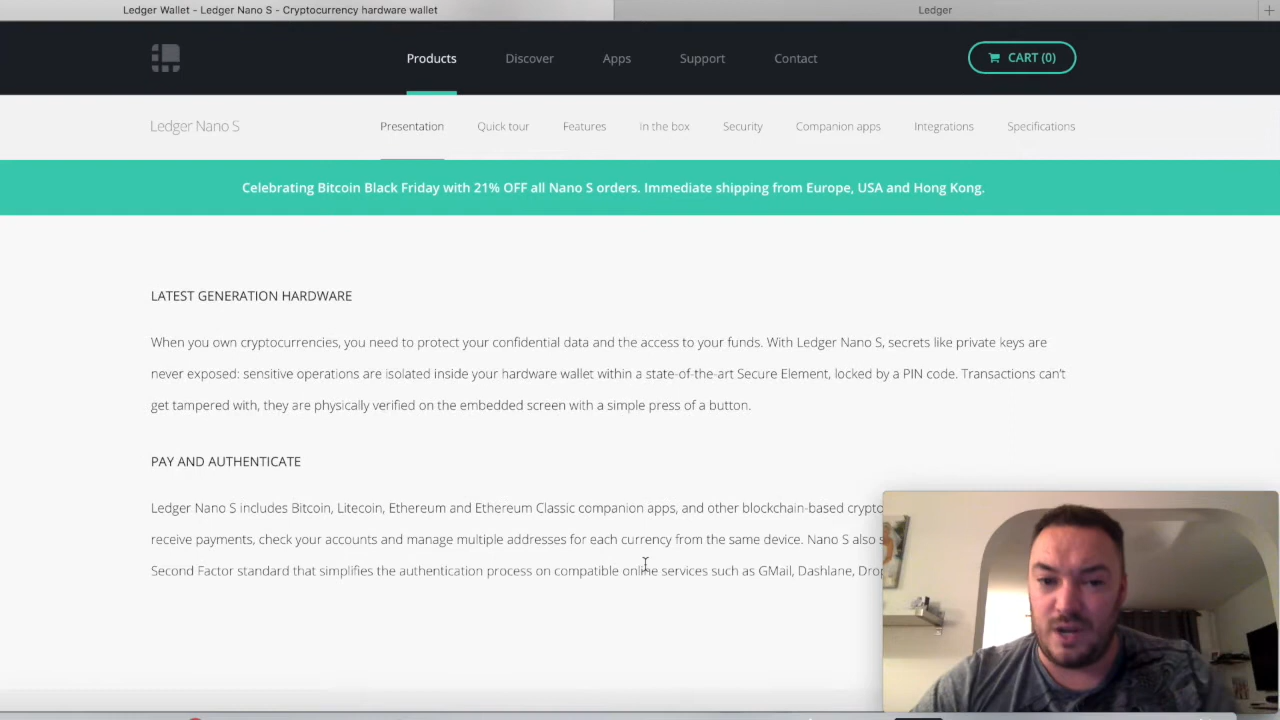 Ledger Wallet - Ledger Nano S - Cryptocurrency hardware wallet
Ledger
Products
Discover
Apps
Support
Contact
CART (0)
Ledger Nano S
Presentation
Quick tour
Features
In the box
Security
Companion apps
Integrations
Specifications
Celebrating Bitcoin Black Friday with 21% OFF all Nano S orders. Immediate shipping from Europe, USA and Hong Kong.
LATEST GENERATION HARDWARE
When you own cryptocurrencies, you need to protect your confidential data and the access to your funds. With Ledger Nano S, secrets like private keys are
never exposed: sensitive operations are isolated inside your hardware wallet within a state-of-the-art Secure Element, locked by a PIN code. Transactions can't
get tampered with, they are physically verified on the embedded screen with a simple press of a button.
PAY AND AUTHENTICATE
Ledger Nano S includes Bitcoin, Litecoin, Ethereum and Ethereum Classic companion apps, and other blockchain-based crypto
receive payments, check your accounts and manage multiple addresses for each currency from the same device. Nano S also s
Second Factor standard that simplifies the authentication process on compatible online services such as GMail, Dashlane, Drop